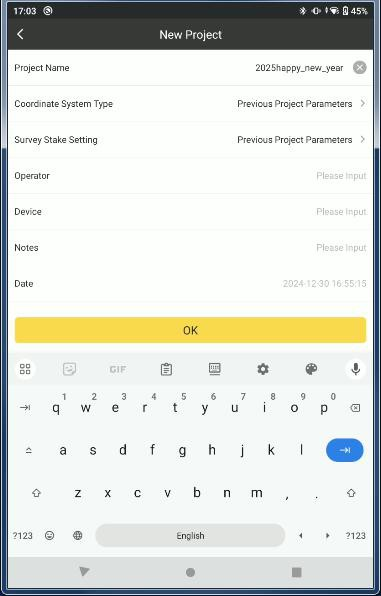 17:03 45%
New Project
Project Name 2025happy_new_year
Coordinate System Type Previous Project Parameters
Survey Stake Setting Previous Project Parameters
Operator Please Input
Device Please Input
Notes Please Input
Date 2024-12-30 16:55:15
OK
GIF
1 2 3 4 5 6 7 8 9 0
q w e r t y u i o p
a s d f g h j k l
z x c v b n m , .
?123 English ?123